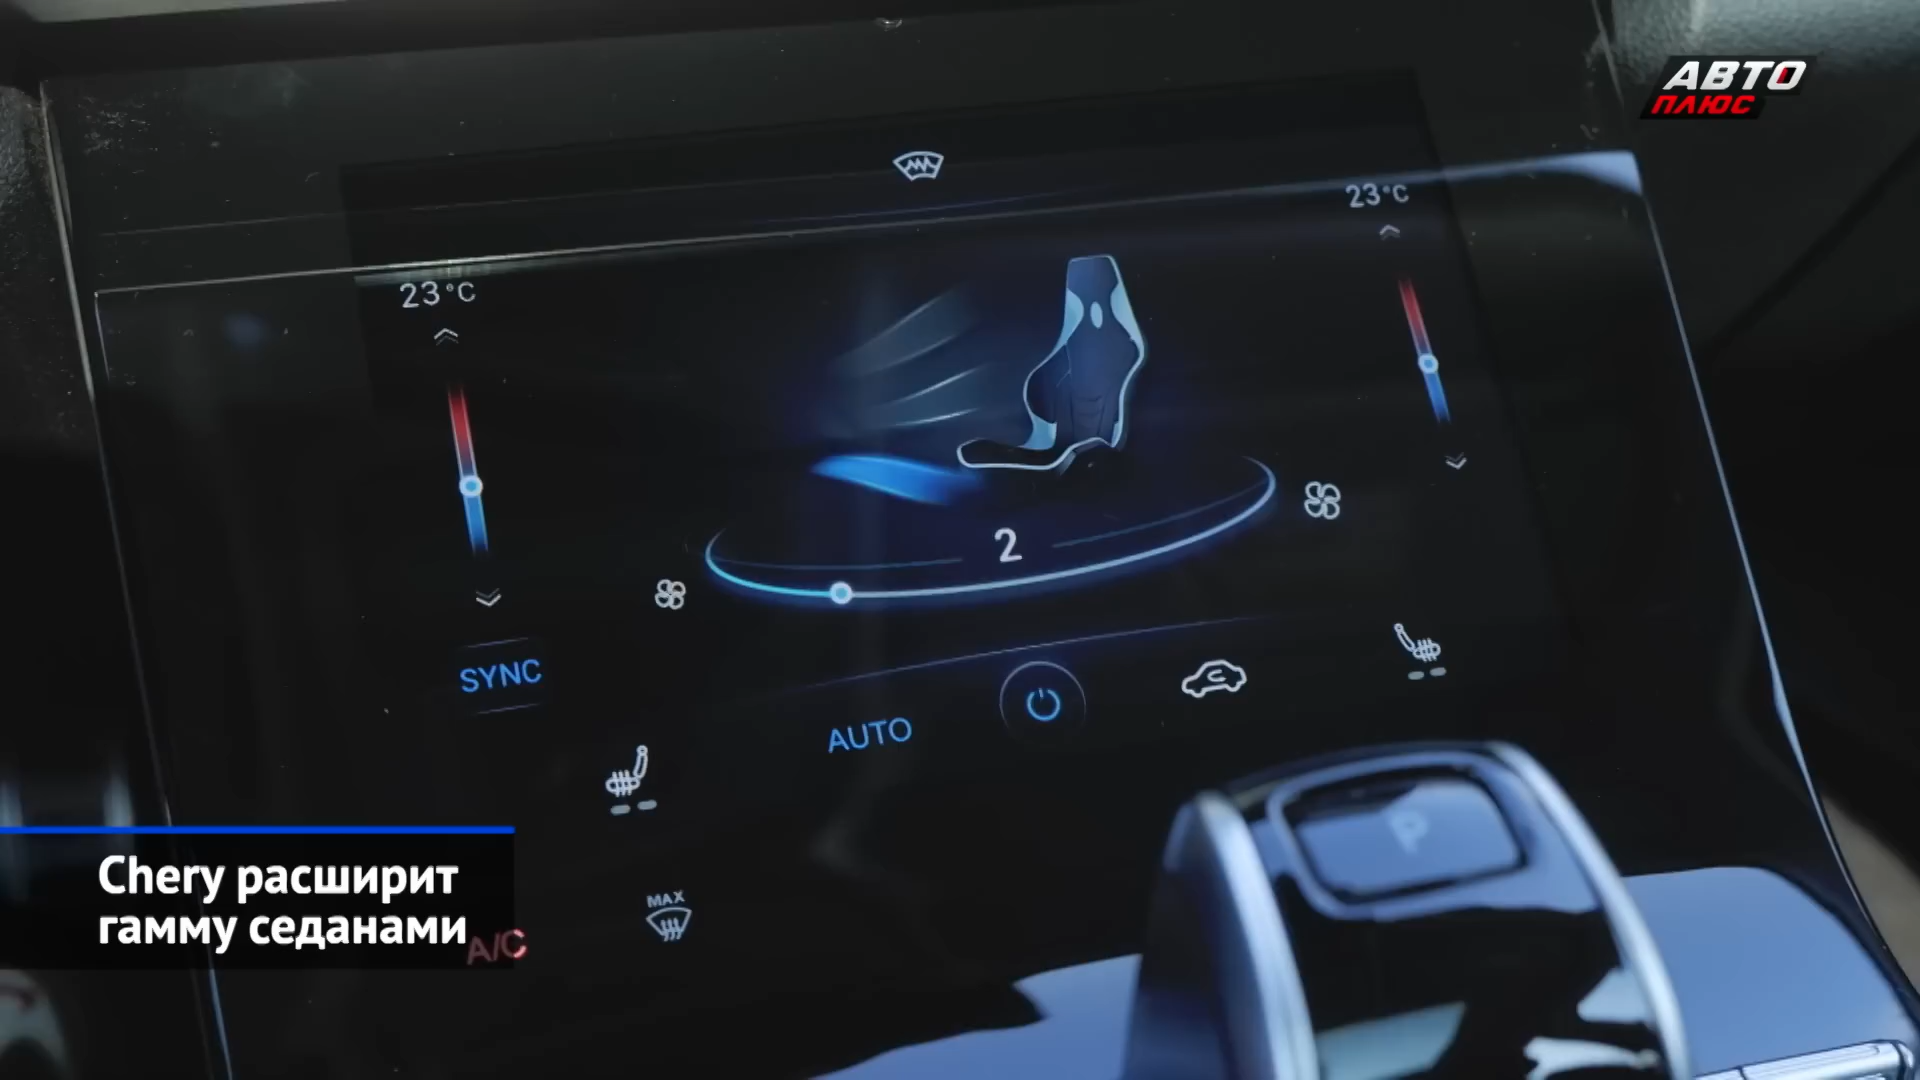 АВТО
ПЛЮС
23°C
23°C
2
SYNC
AUTO
P
MAX
A/C
Chery расширит
гамму седанами